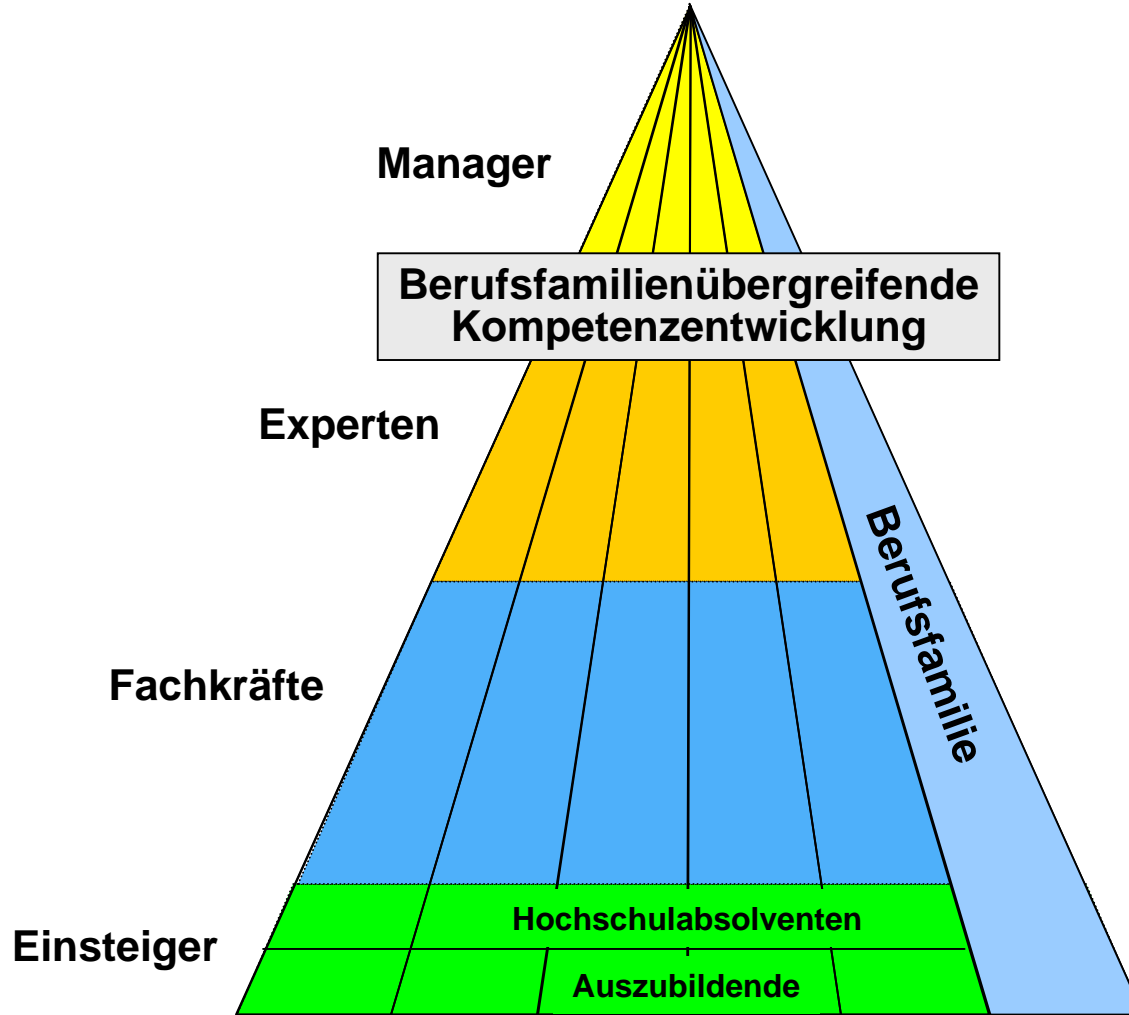 Manager
Berufsfamilienübergreifende
Kompetenzentwicklung
Experten
Berufsfamilie
Fachkräfte
Hochschulabsolventen
Einsteiger
Auszubildende